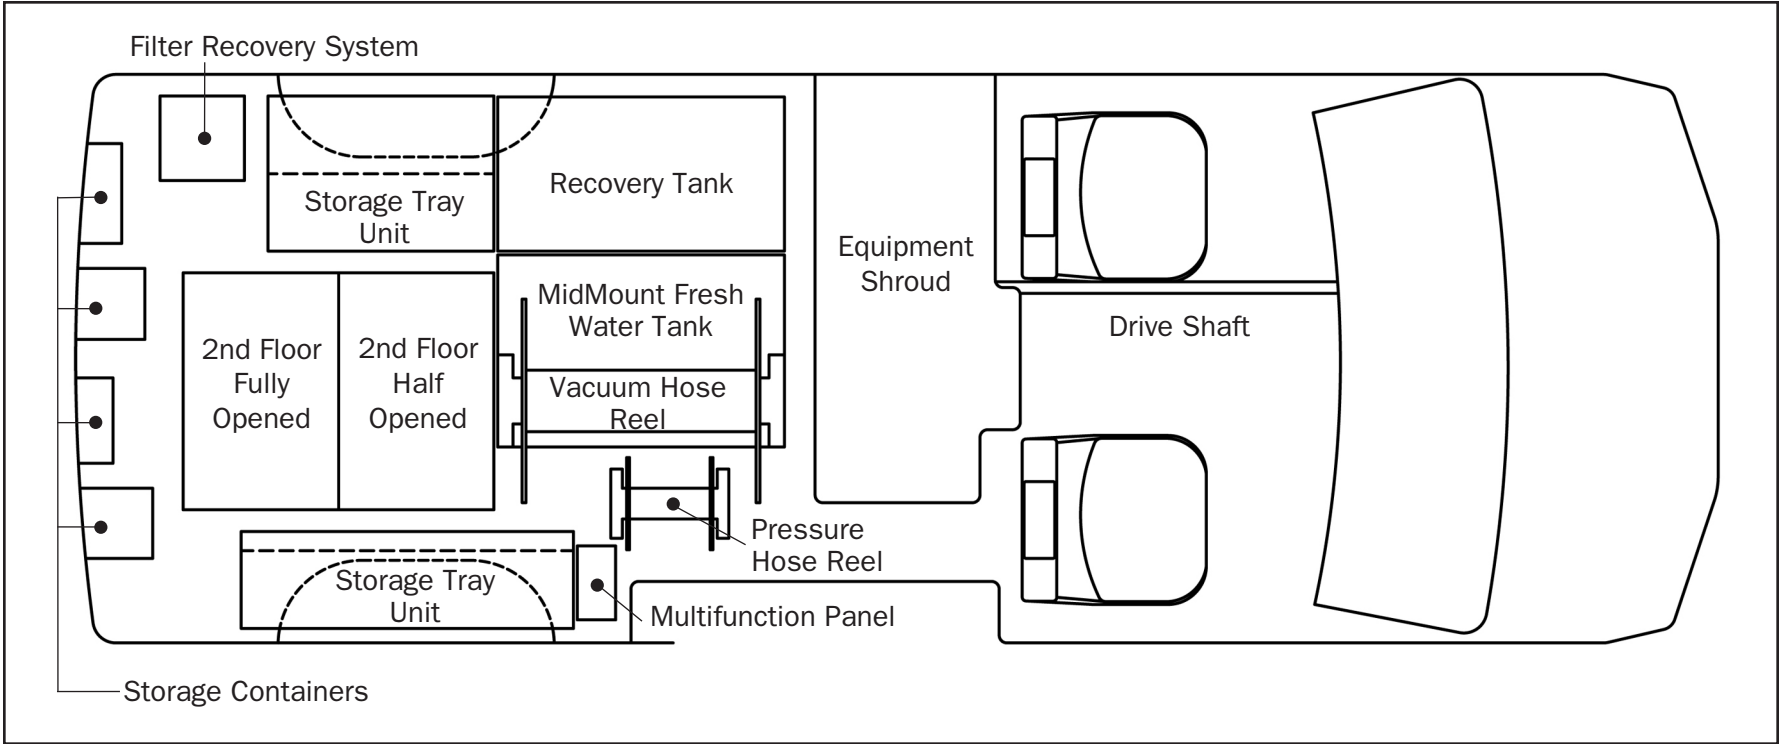 Filter Recovery System
Storage Tray
Unit
Recovery Tank
Equipment
Shroud
MidMount Fresh
Water Tank
Drive Shaft
2nd Floor
Fully
Opened
2nd Floor
Half
Opened
Vacuum Hose
Reel
Pressure
Hose Reel
Storage Tray
Unit
Multifunction Panel
Storage Containers